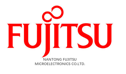 FUJITSU
NANTONG FUJITSU
MICROELECTRONICS CO.,LTD.